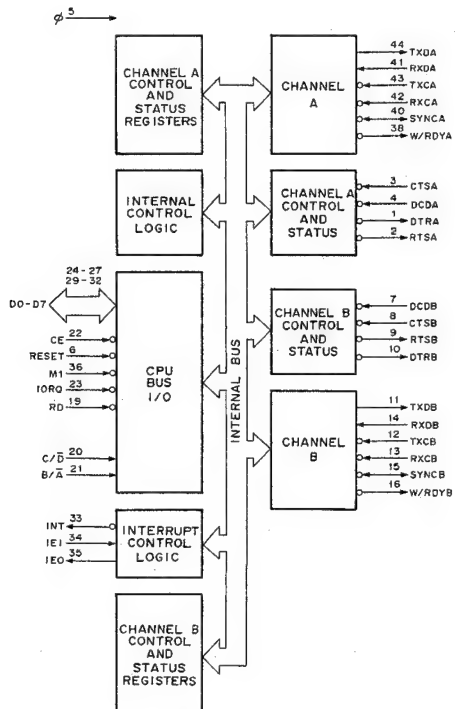 ϕ 5
CHANNEL A
CONTROL
AND
STATUS
REGISTERS
INTERNAL
CONTROL
LOGIC
24-27
29-32
D0-D7
CE 22
RESET 6
M1 36
IORQ 23
RD 19
C/D̅ 20
B/A̅ 21
CPU
BUS
I/O
INT 33
IEI 34
IEO 35
INTERRUPT
CONTROL
LOGIC
CHANNEL B
CONTROL
AND
STATUS
REGISTERS
INTERNAL BUS
CHANNEL
A
44 TXDA
41 RXDA
43 TXCA
42 RXCA
40 SYNCA
38 W/RDYA
CHANNEL A
CONTROL
AND
STATUS
3 CTSA
4 DCDA
1 DTRA
2 RTSA
CHANNEL B
CONTROL
AND
STATUS
7 DCDB
8 CTSB
9 RTSB
10 DTRB
CHANNEL
B
11 TXDB
14 RXDB
12 TXCB
13 RXCB
15 SYNCB
16 W/RDYB